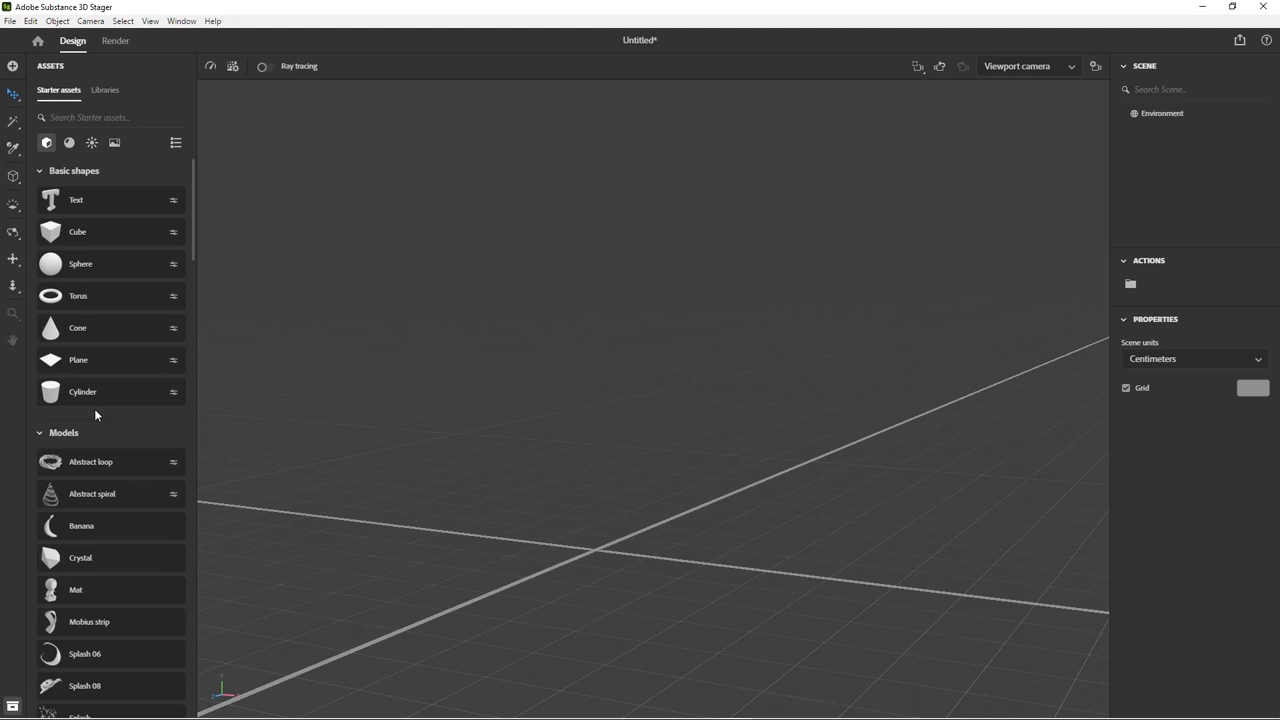 Sg Adobe Substance 3D Stager
File Edit Object Camera Select View Window Help
Design Render Untitled*
ASSETS
Starter assets Libraries
Search Starter assets...
Basic shapes
Text
Cube
Sphere
Torus
Cone
Plane
Cylinder
Models
Abstract loop
Abstract spiral
Banana
Crystal
Mat
Mobius strip
Splash 06
Splash 08
Splash
Ray tracing
Viewport camera
Y
SCENE
Search Scene...
Environment
ACTIONS
PROPERTIES
Scene units
Centimeters
Grid